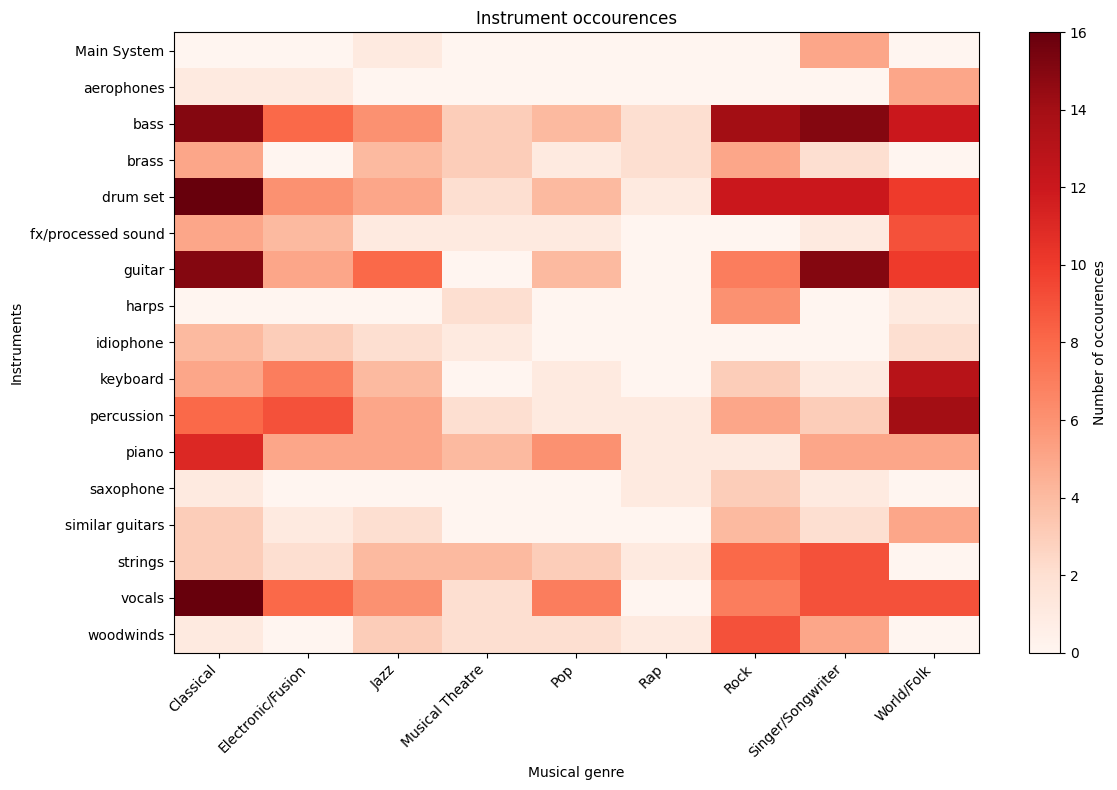 Instrument occourences
Main System
aerophones
bass
brass
drum set
fx/processed sound
guitar
harps
idiophone
keyboard
percussion
piano
saxophone
similar guitars
strings
vocals
woodwinds
Instruments
Classical
Electronic/Fusion
Jazz
Musical Theatre
Pop
Rap
Rock
Singer/Songwriter
World/Folk
Musical genre
16
14
12
10
8
6
4
2
0
Number of occourences